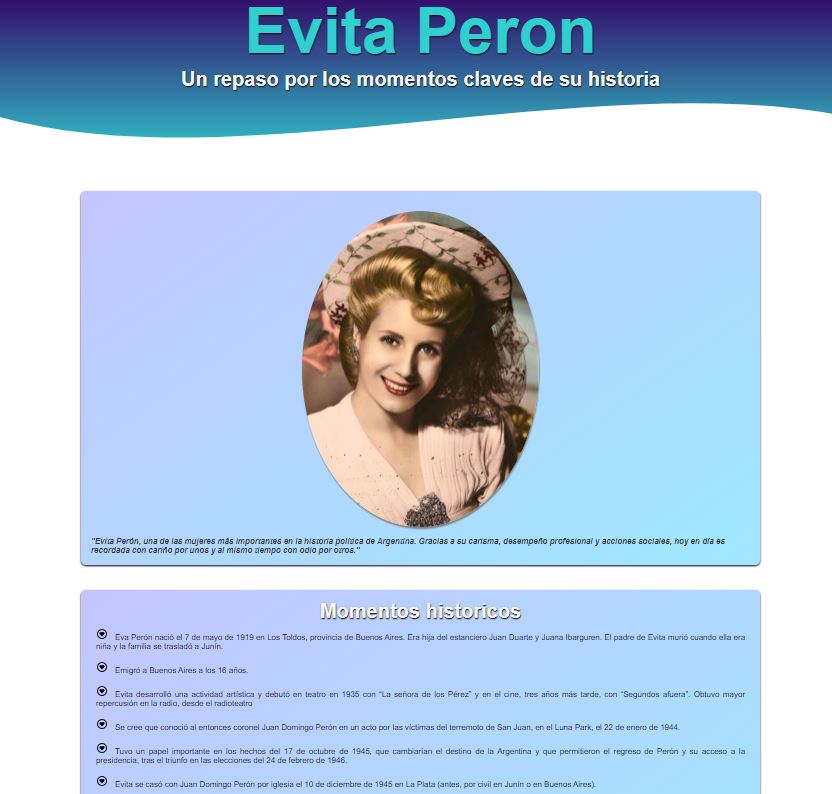 Evita Peron
Un repaso por los momentos claves de su historia
"Evita Perón, una de las mujeres más importantes en la historia política de Argentina. Gracias a su carisma, desempeño profesional y acciones sociales, hoy en día es
recordada con cariño por unos y al mismo tiempo con odio por otros."
Momentos historicos
Eva Perón nació el 7 de mayo de 1919 en Los Toldos, provincia de Buenos Aires. Era hija del estanciero Juan Duarte y Juana Ibarguren. El padre de Evita murió cuando ella era
niña y la familia se trasladó a Junín.
Emigró a Buenos Aires a los 16 años.
Evita desarrolló una actividad artística y debutó en teatro en 1935 con “La señora de los Pérez” y en el cine, tres años más tarde, con “Segundos afuera”. Obtuvo mayor
repercusión en la radio, desde el radioteatro
Se cree que conoció al entonces coronel Juan Domingo Perón en un acto por las víctimas del terremoto de San Juan, en el Luna Park, el 22 de enero de 1944.
Tuvo un papel importante en los hechos del 17 de octubre de 1945, que cambiarían el destino de la Argentina y que permitieron el regreso de Perón y su acceso a la
presidencia, tras el triunfo en las elecciones del 24 de febrero de 1946.
Evita se casó con Juan Domingo Perón por iglesia el 10 de diciembre de 1945 en La Plata (antes, por civil en Junín o en Buenos Aires).